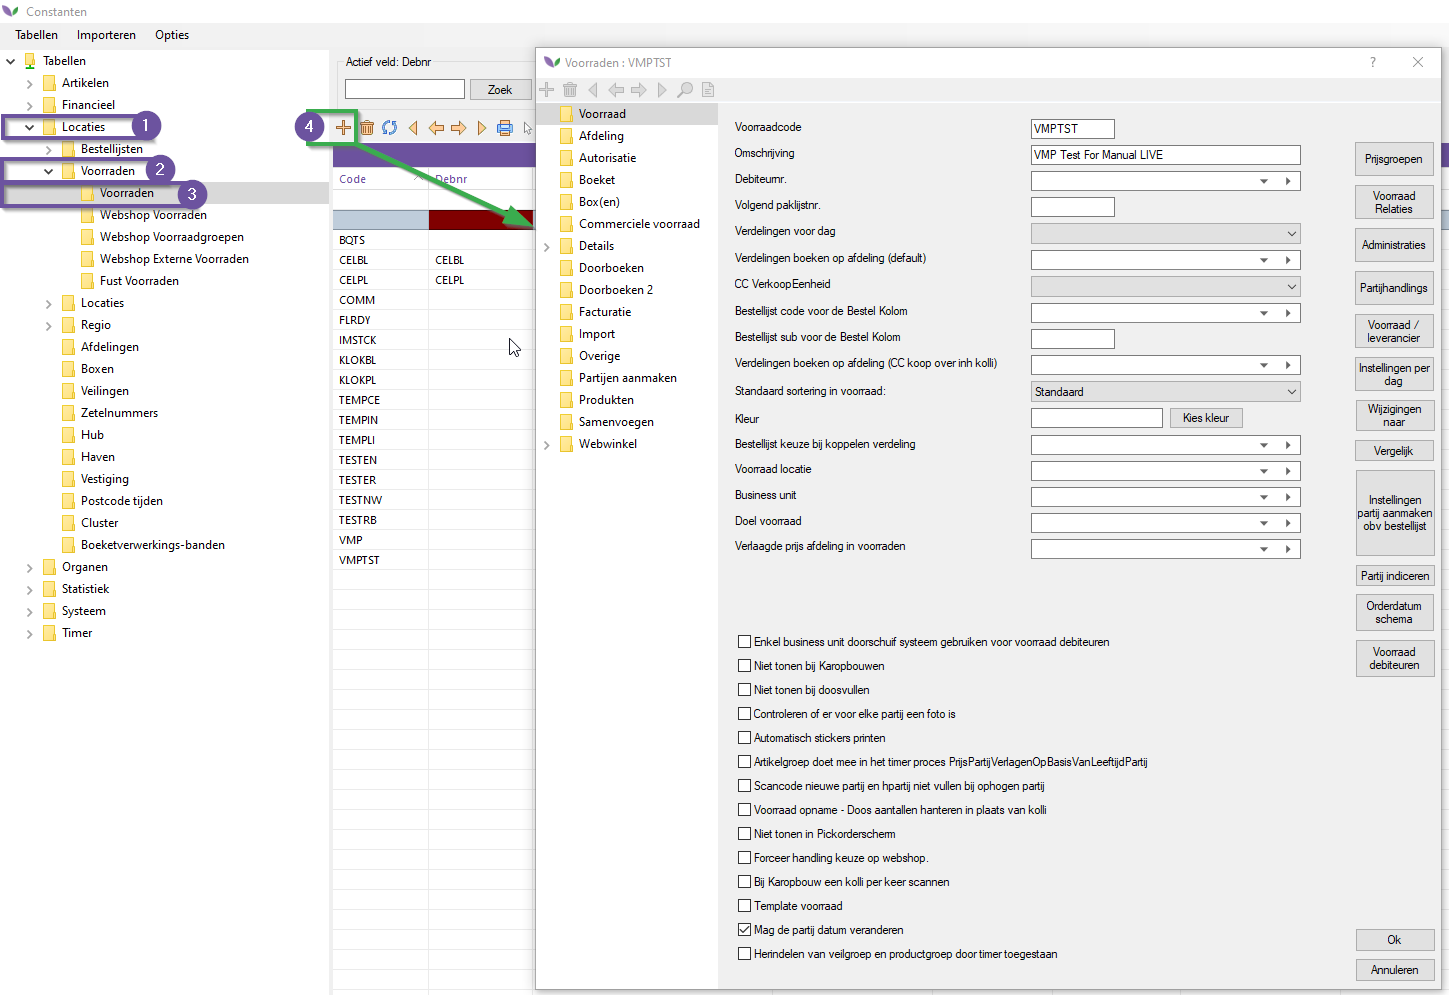 Constanten
Tabellen Importeren Opties
Tabellen
Artikelen
Financieel
Locaties 1
Bestellijsten
Voorraden 2
Voorraden 3
Webshop Voorraden
Webshop Voorraadgroepen
Webshop Externe Voorraden
Fust Voorraden
Locaties
Regio
Afdelingen
Boxen
Veilingen
Zetelnummers
Hub
Haven
Vestiging
Postcode tijden
Cluster
Boeketverwerkings-banden
Organen
Statistiek
Systeem
Timer
Actief veld: Debnr
Zoek
4
Code Debnr
BQTS
CELBL CELBL
CELPL CELPL
COMM
FLRDY
IMSTCK
KLOKBL
KLOKPL
TEMPCE
TEMPIN
TEMPLI
TESTEN
TESTER
TESTNW
TESTRB
VMP
VMPTST
Voorraden : VMPTST ?
Voorraad
Afdeling
Autorisatie
Boeket
Box(en)
Commerciele voorraad
Details
Doorboeken
Doorboeken 2
Facturatie
Import
Overige
Partijen aanmaken
Produkten
Samenvoegen
Webwinkel
Voorraadcode VMPTST
Omschrijving VMP Test For Manual LIVE
Debiteurnr.
Volgend paklijstnr.
Verdelingen voor dag
Verdelingen boeken op afdeling (default)
CC VerkoopEenheid
Bestellijst code voor de Bestel Kolom
Bestellijst sub voor de Bestel Kolom
Verdelingen boeken op afdeling (CC koop over inh kolli)
Standaard sortering in voorraad: Standaard
Kleur Kies kleur
Bestellijst keuze bij koppelen verdeling
Voorraad locatie
Business unit
Doel voorraad
Verlaagde prijs afdeling in voorraden
Enkel business unit doorschuif systeem gebruiken voor voorraad debiteuren
Niet tonen bij Karopbouwen
Niet tonen bij doosvullen
Controleren of er voor elke partij een foto is
Automatisch stickers printen
Artikelgroep doet mee in het timer proces PrijsPartijVerlagenOpBasisVanLeeftijdPartij
Scancode nieuwe partij en hpartij niet vullen bij ophogen partij
Voorraad opname - Doos aantallen hanteren in plaats van kolli
Niet tonen in Pickorderscherm
Forceer handling keuze op webshop.
Bij Karopbouw een kolli per keer scannen
Template voorraad
Mag de partij datum veranderen
Herindelen van veilgroep en productgroep door timer toegestaan
Prijsgroepen
Voorraad
Relaties
Administraties
Partijhandlings
Voorraad /
leverancier
Instellingen per
dag
Wijzigingen
naar
Vergelijk
Instellingen
partij aanmaken
obv bestellijst
Partij indiceren
Orderdatum
schema
Voorraad
debiteuren
Ok
Annuleren